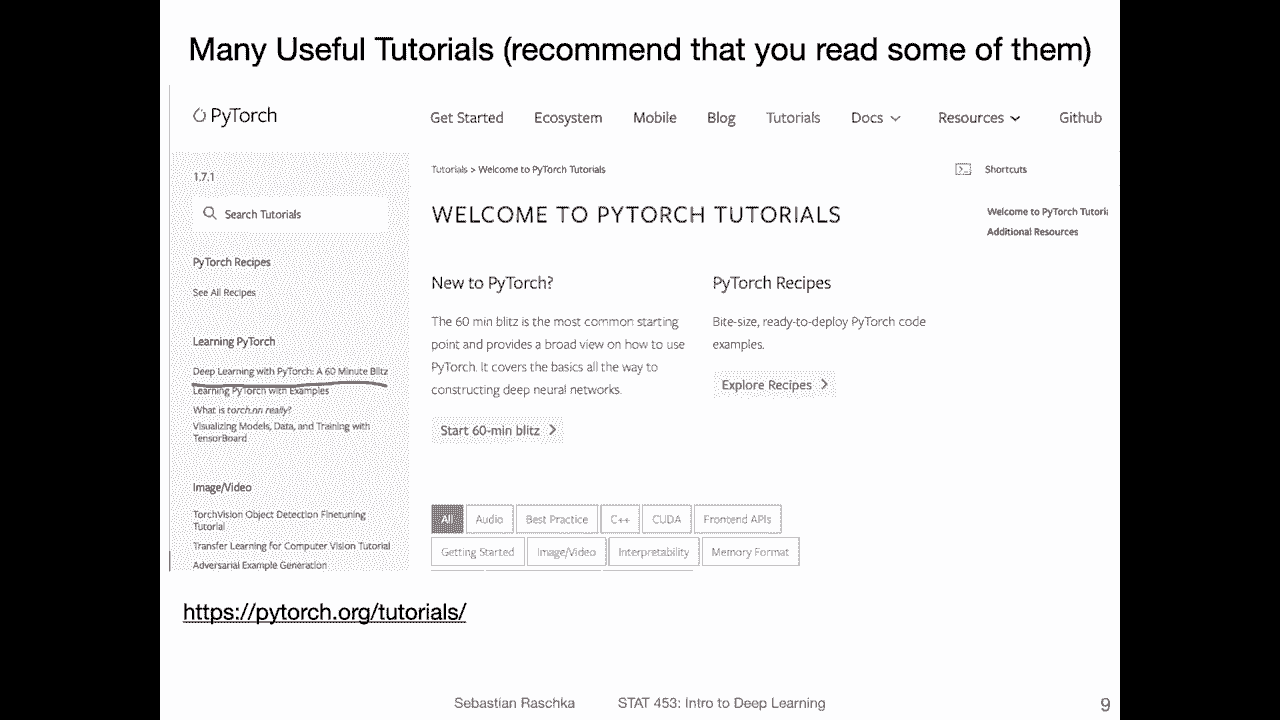 Many Useful Tutorials (recommend that you read some of them)
PyTorch
Get Started Ecosystem Mobile Blog Tutorials Docs Resources Github
1.7.1
Search Tutorials
PyTorch Recipes
See All Recipes
Learning PyTorch
Deep Learning with PyTorch: A 60 Minute Blitz
Learning PyTorch with Examples
What is torch.nn really?
Visualizing Models, Data, and Training with
TensorBoard
Image/Video
TorchVision Object Detection Finetuning
Tutorial
Transfer Learning for Computer Vision Tutorial
Adversarial Example Generation
Tutorials > Welcome to PyTorch Tutorials
WELCOME TO PYTORCH TUTORIALS
New to PyTorch?
The 60 min blitz is the most common starting
point and provides a broad view on how to use
PyTorch. It covers the basics all the way to
constructing deep neural networks.
Start 60-min blitz >
PyTorch Recipes
Bite-size, ready-to-deploy PyTorch code
examples.
Explore Recipes >
All Audio Best Practice C++ CUDA Frontend APIs
Getting Started Image/Video Interpretability Memory Format
Shortcuts
Welcome to PyTorch Tutoria
Additional Resources
https://pytorch.org/tutorials/
Sebastian Raschka STAT 453: Intro to Deep Learning 9